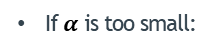 • If 𝜶 is too small: